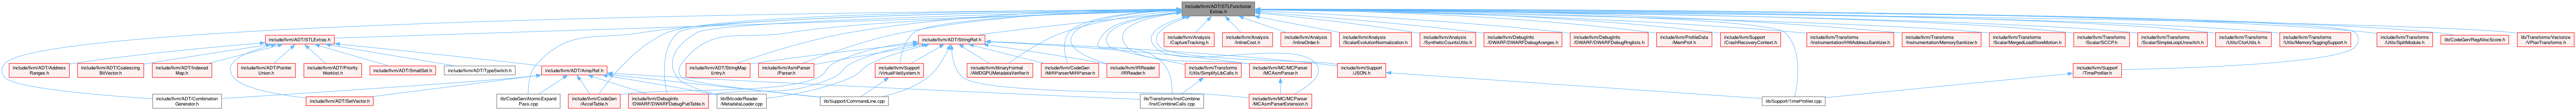 include/llvm/ADT/STLFunctional
Extras.h
include/llvm/ADT/STLExtras.h
include/llvm/ADT/StringRef.h
include/llvm/Analysis
/CaptureTracking.h
include/llvm/Analysis
/InlineCost.h
include/llvm/Analysis
/InlineOrder.h
include/llvm/Analysis
/ScalarEvolutionNormalization.h
include/llvm/Analysis
/SyntheticCountsUtils.h
include/llvm/DebugInfo
/DWARF/DWARFDebugAranges.h
include/llvm/DebugInfo
/DWARF/DWARFDebugRnglists.h
include/llvm/ProfileData
/MemProf.h
include/llvm/Support
/CrashRecoveryContext.h
include/llvm/Transforms
/Instrumentation/HWAddressSanitizer.h
include/llvm/Transforms
/Instrumentation/MemorySanitizer.h
include/llvm/Transforms
/Scalar/MergedLoadStoreMotion.h
include/llvm/Transforms
/Scalar/SCCP.h
include/llvm/Transforms
/Scalar/SimpleLoopUnswitch.h
include/llvm/Transforms
/Utils/CtorUtils.h
include/llvm/Transforms
/Utils/MemoryTaggingSupport.h
include/llvm/Transforms
/Utils/SplitModule.h
lib/CodeGen/RegAllocScore.h
lib/Transforms/Vectorize
/VPlanTransforms.h
include/llvm/ADT/Address
Ranges.h
include/llvm/ADT/Coalescing
BitVector.h
include/llvm/ADT/Indexed
Map.h
include/llvm/ADT/Pointer
Union.h
include/llvm/ADT/Priority
Worklist.h
include/llvm/ADT/SmallSet.h
include/llvm/ADT/TypeSwitch.h
include/llvm/ADT/ArrayRef.h
include/llvm/ADT/StringMap
Entry.h
include/llvm/AsmParser
/Parser.h
include/llvm/Support
/VirtualFileSystem.h
include/llvm/BinaryFormat
/AMDGPUMetadataVerifier.h
include/llvm/CodeGen
/MIRParser/MIRParser.h
include/llvm/IRReader
/IRReader.h
include/llvm/Transforms
/Utils/SimplifyLibCalls.h
include/llvm/MC/MCParser
/MCAsmParser.h
include/llvm/Support
/JSON.h
include/llvm/Support
/TimeProfiler.h
include/llvm/ADT/Combination
Generator.h
include/llvm/ADT/SetVector.h
lib/CodeGen/AtomicExpand
Pass.cpp
include/llvm/CodeGen
/AccelTable.h
include/llvm/DebugInfo
/DWARF/DWARFDebugPubTable.h
lib/Bitcode/Reader
/MetadataLoader.cpp
lib/Support/CommandLine.cpp
lib/Transforms/InstCombine
/InstCombineCalls.cpp
include/llvm/MC/MCParser
/MCAsmParserExtension.h
lib/Support/TimeProfiler.cpp